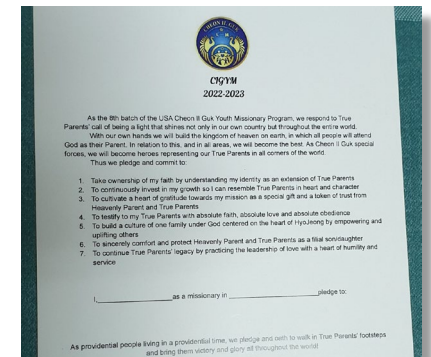 CHEON IL GUK
CIGYM
2022-2023
As the 8th batch of the USA Cheon Il Guk Youth Missionary Program, we respond to True
Parents' call of being a light that shines not only in our own country but throughout the entire world.
With our own hands we will build the kingdom of heaven on earth, in which all people will attend
God as their Parent. In relation to this, and in all areas, we will become the best. As Cheon Il Guk special
forces, we will become heroes representing our True Parents in all corners of the world.
Thus we pledge and commit to:
1. Take ownership of my faith by understanding my identity as an extension of True Parents
2. To continuously invest in my growth so I can resemble True Parents in heart and character
3. To cultivate a heart of gratitude towards my mission as a special gift and a token of trust from
Heavenly Parent and True Parents
4. To testify to my True Parents with absolute faith, absolute love and absolute obedience
5. To build a culture of one family under God centered on the heart of HyoJeong by empowering and
uplifting others
6. To sincerely comfort and protect Heavenly Parent and True Parents as a filial son/daughter
7. To continue True Parents' legacy by practicing the leadership of love with a heart of humility and
service
I,____________as a missionary in ____________pledge to:
As providential people living in a providential time, we pledge and oath to walk in True Parents' footsteps
and bring them victory and glory all throughout the world!